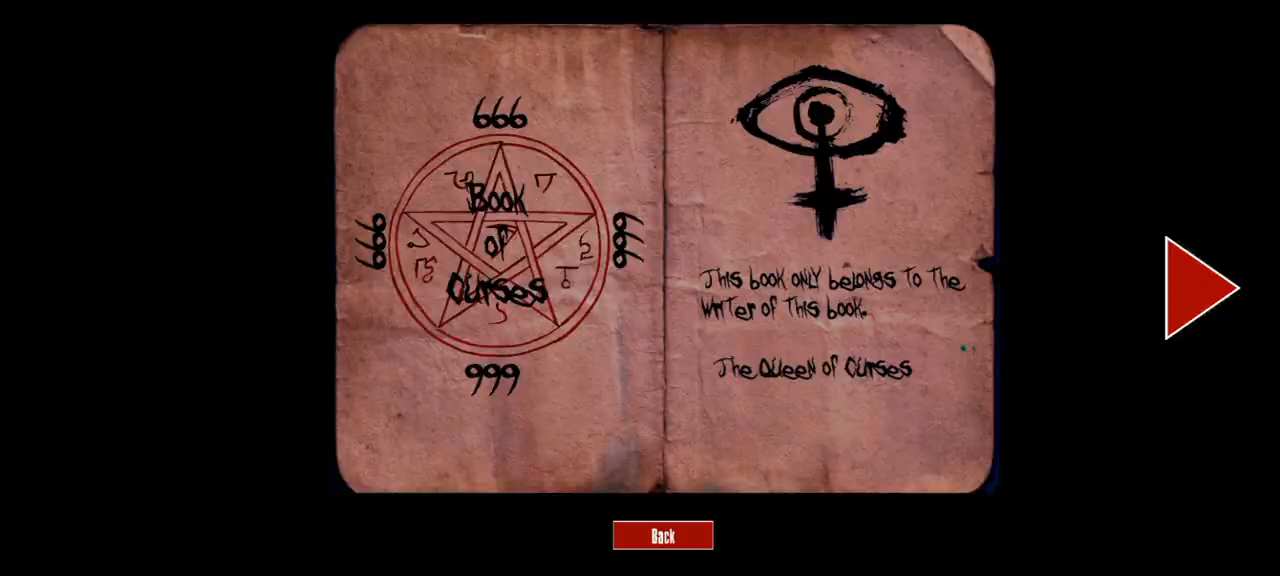 666
Book
666
999
of
Curses
999
This book ONLY belongs to the
writer of this book.
The Queen of Curses
Back